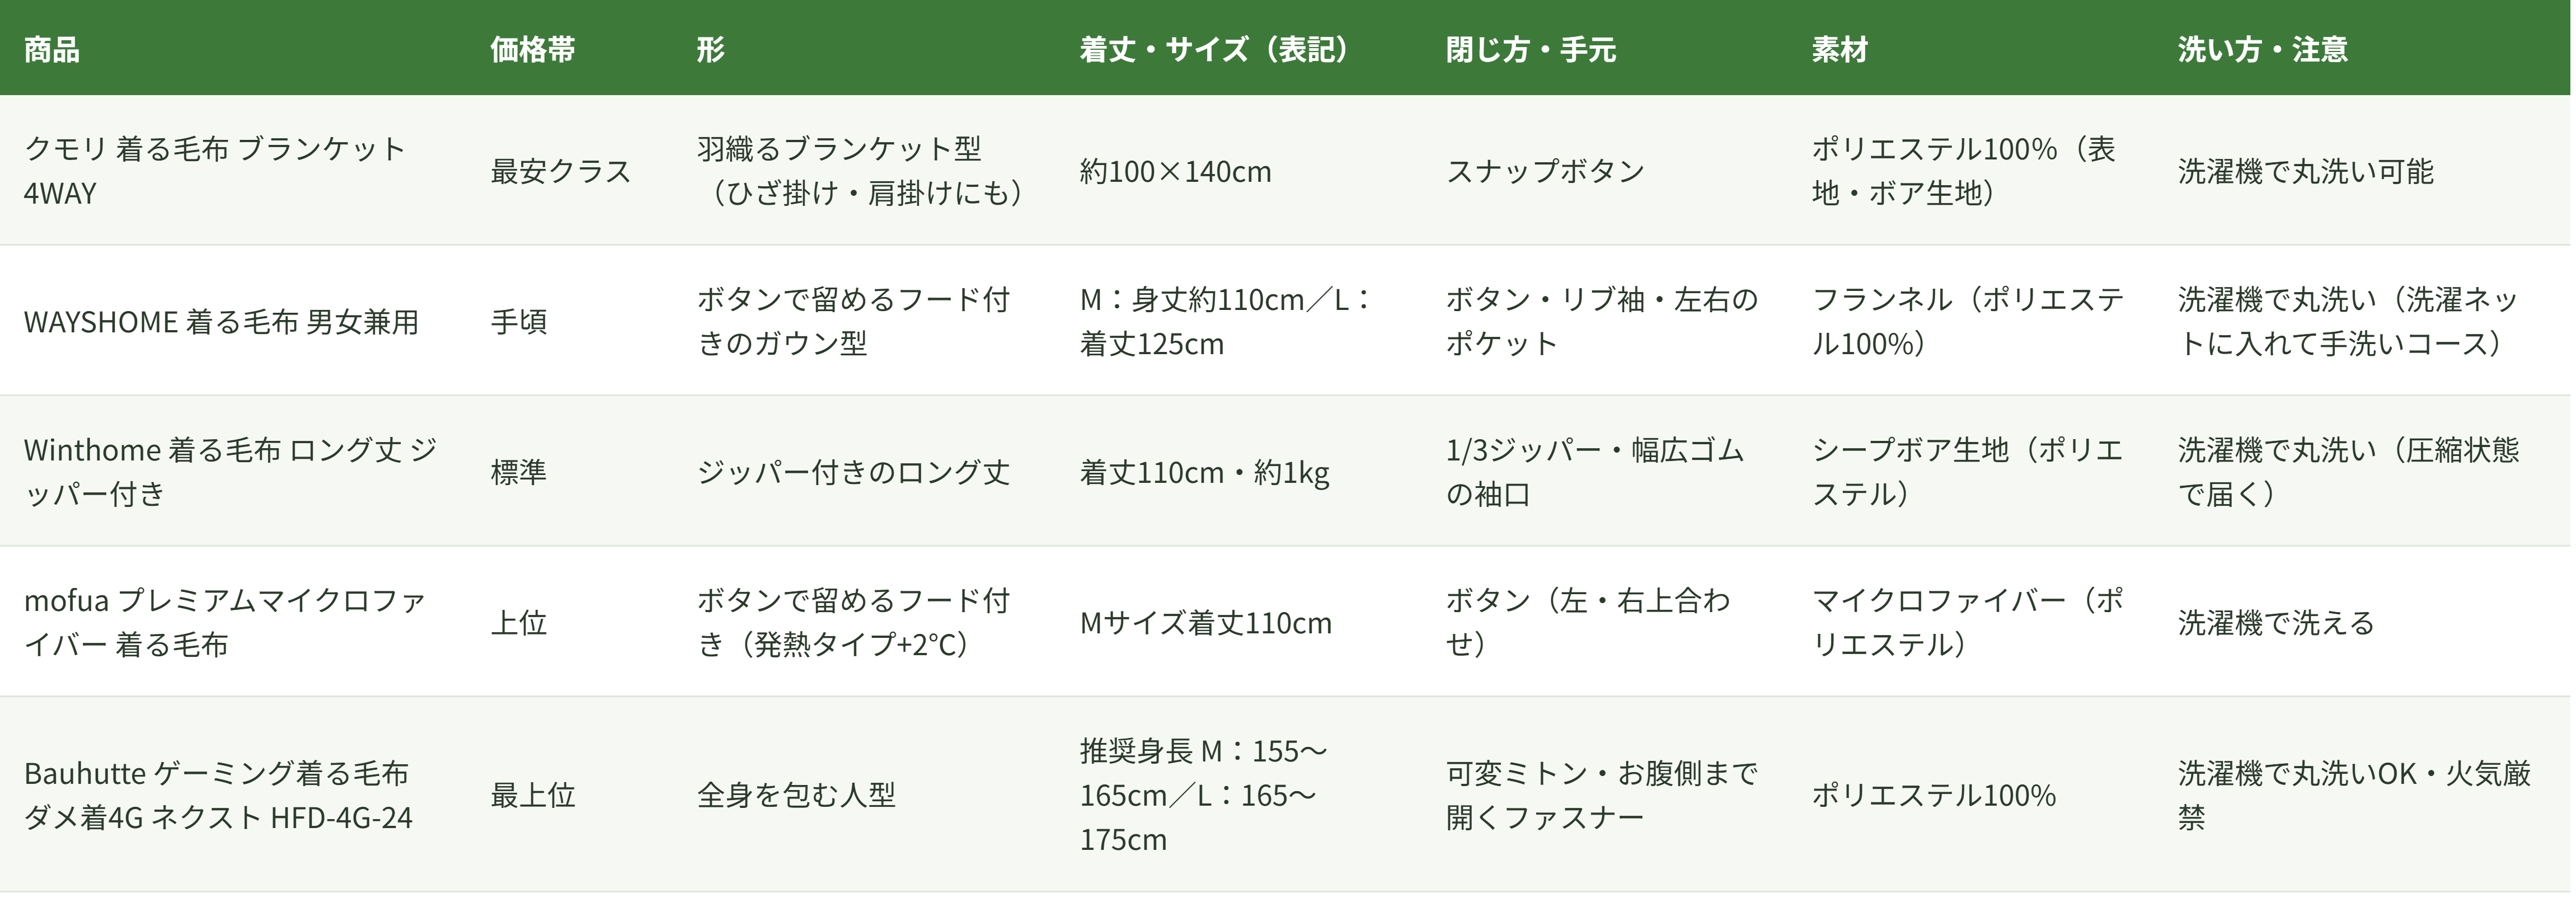 商品 価格帯 形 着丈・サイズ（表記） 閉じ方・手元 素材 洗い方・注意
クモリ 着る毛布 ブランケット
4WAY
最安クラス
羽織るブランケット型
（ひざ掛け・肩掛けにも）
約100×140cm
スナップボタン
ポリエステル100%（表
地・ボア生地）
洗濯機で丸洗い可能
WAYSHOME 着る毛布 男女兼用
手頃
ボタンで留めるフード付
きのガウン型
M：身丈約110cm／L：
着丈125cm
ボタン・リブ袖・左右の
ポケット
フランネル（ポリエステ
ル100%）
洗濯機で丸洗い（洗濯ネッ
トに入れて手洗いコース）
Winthome 着る毛布 ロング丈 ジ
ッパー付き
標準
ジッパー付きのロング丈
着丈110cm・約1kg
1/3ジッパー・幅広ゴム
の袖口
シープボア生地（ポリエ
ステル）
洗濯機で丸洗い（圧縮状態
で届く）
mofua プレミアムマイクロファ
イバー 着る毛布
上位
ボタンで留めるフード付
き（発熱タイプ+2℃）
Mサイズ着丈110cm
ボタン（左・右上合わ
せ）
マイクロファイバー（ポ
リエステル）
洗濯機で洗える
Bauhutte ゲーミング着る毛布
ダメ着4G ネクスト HFD-4G-24
最上位
全身を包む人型
推奨身長 M：155〜
165cm／L：165〜
175cm
可変ミトン・お腹側まで
開くファスナー
ポリエステル100%
洗濯機で丸洗いOK・火気厳
禁